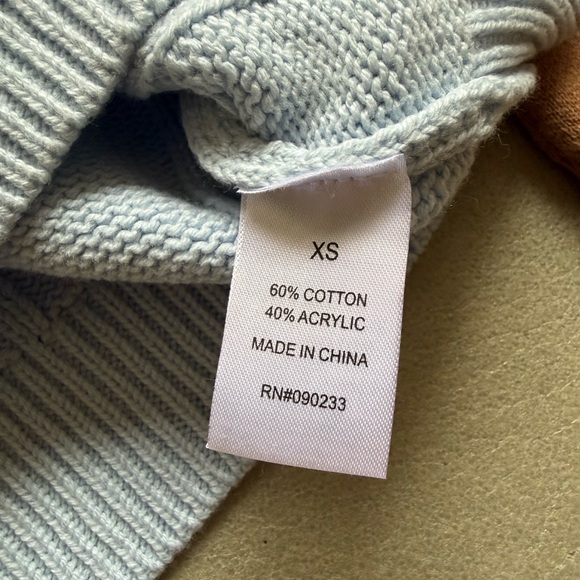 XS
60% COTTON
40% ACRYLIC
MADE IN CHINA
RN#090233